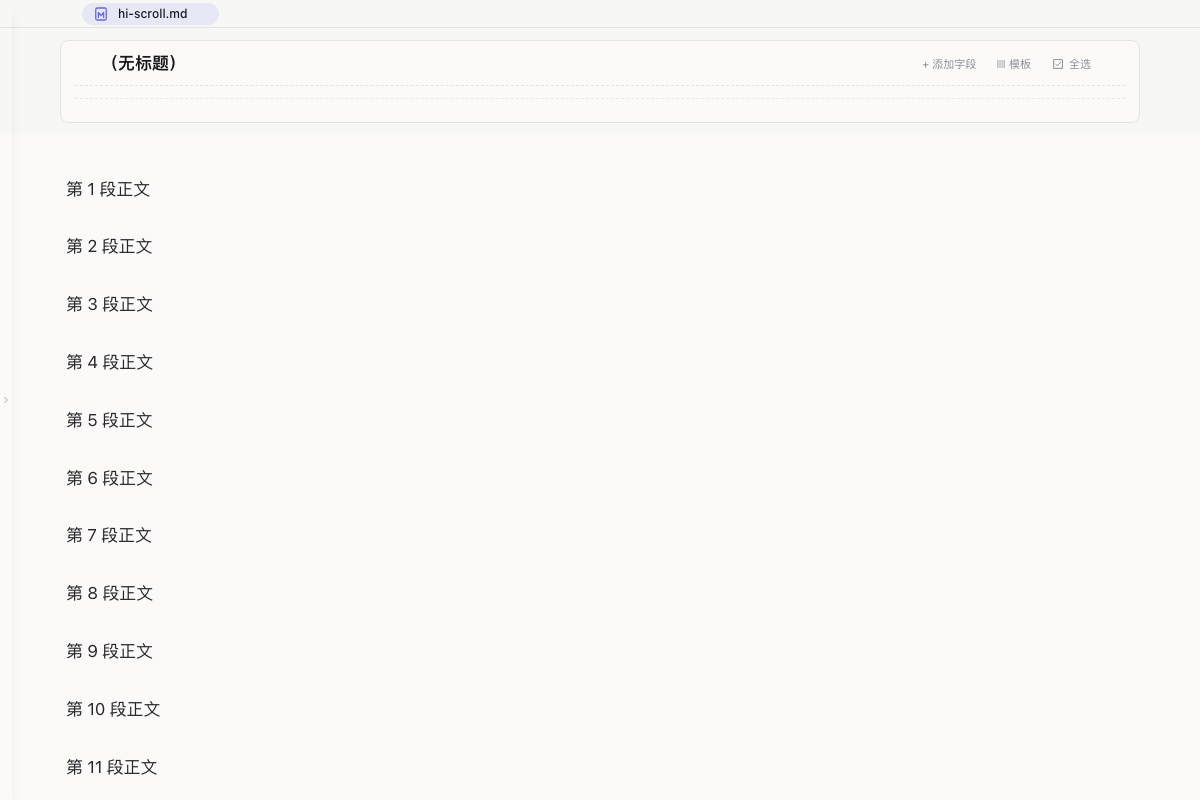 hi-scroll.md
(无标题)
+ 添加字段 模板 全选
第 1 段正文
第 2 段正文
第 3 段正文
第 4 段正文
第 5 段正文
第 6 段正文
第 7 段正文
第 8 段正文
第 9 段正文
第 10 段正文
第 11 段正文